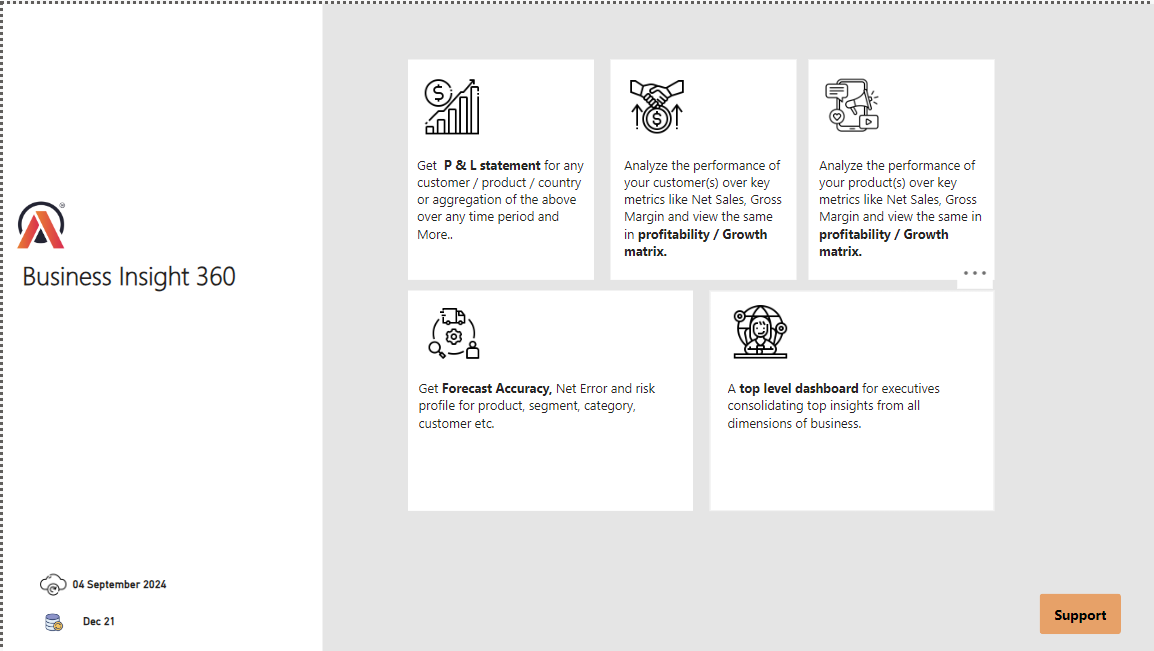 Business Insight 360
04 September 2024
Dec 21
Get P & L statement for any
customer / product / country
or aggregation of the above
over any time period and
More..
Analyze the performance of
your customer(s) over key
metrics like Net Sales, Gross
Margin and view the same
in profitability / Growth
matrix.
Analyze the performance of
your product(s) over key
metrics like Net Sales, Gross
Margin and view the same in
profitability / Growth
matrix.
Get Forecast Accuracy, Net Error and risk
profile for product, segment, category,
customer etc.
A top level dashboard for executives
consolidating top insights from all
dimensions of business.
Support